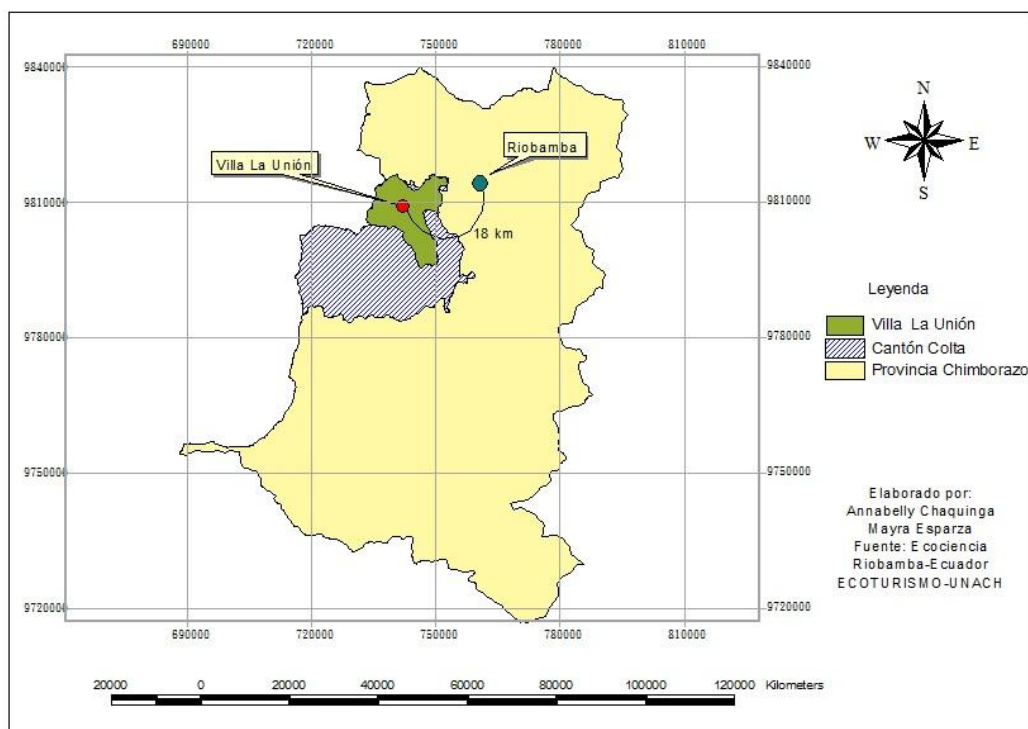 690000 720000 750000 780000 810000
9840000 9840000
N
W E
S
Riobamba
Villa La Unión
9810000 9810000
18 km
Leyenda
Villa La Unión
Cantón Colta
Provincia Chimborazo
9780000 9780000
9750000 9750000
Elaborado por:
Annabelly Chaquinga
Mayra Esparza
Fuente: Ecociencia
Riobamba-Ecuador
ECOTURISMO-UNACH
9720000 9720000
690000 720000 750000 780000 810000
20000 0 20000 40000 60000 80000 100000 120000 Kilometers